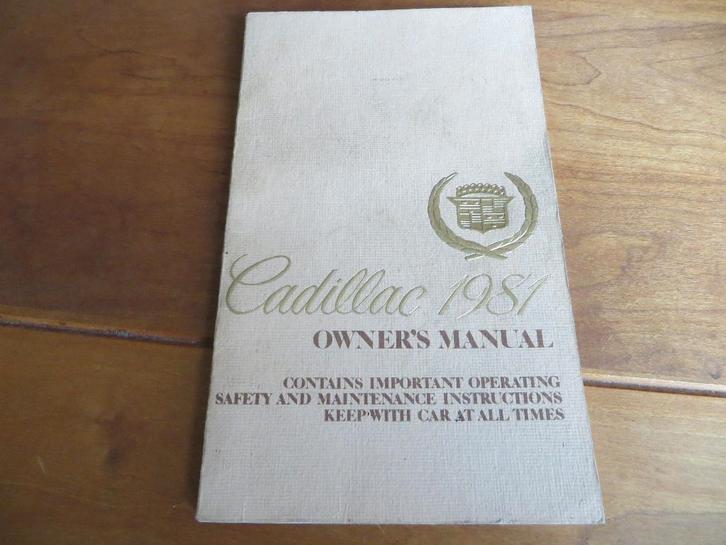 Cadillac 1981
OWNER'S MANUAL
CONTAINS IMPORTANT OPERATING
SAFETY AND MAINTENANCE INSTRUCTIONS
KEEP WITH CAR AT ALL TIMES